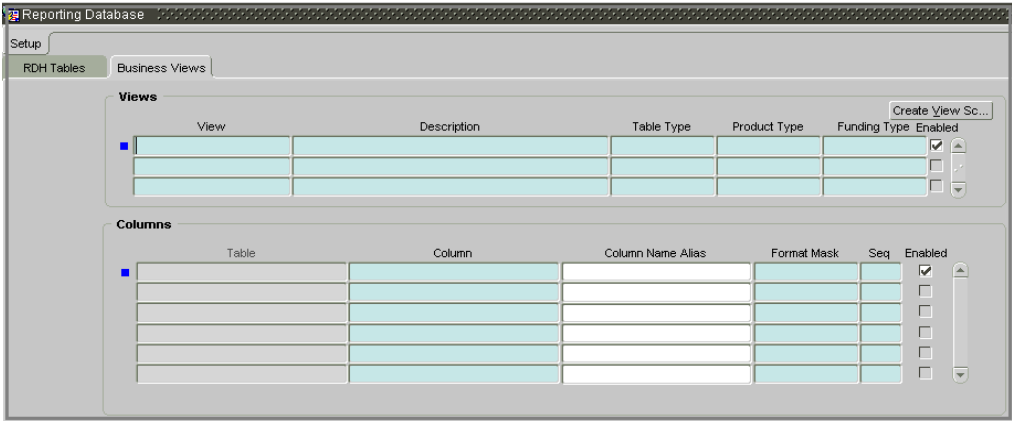 Reporting Database
Setup
RDH Tables Business Views
Views
Create View Sc...
View Description Table Type Product Type Funding Type Enabled
Columns
Table Column Column Name Alias Format Mask Seq Enabled